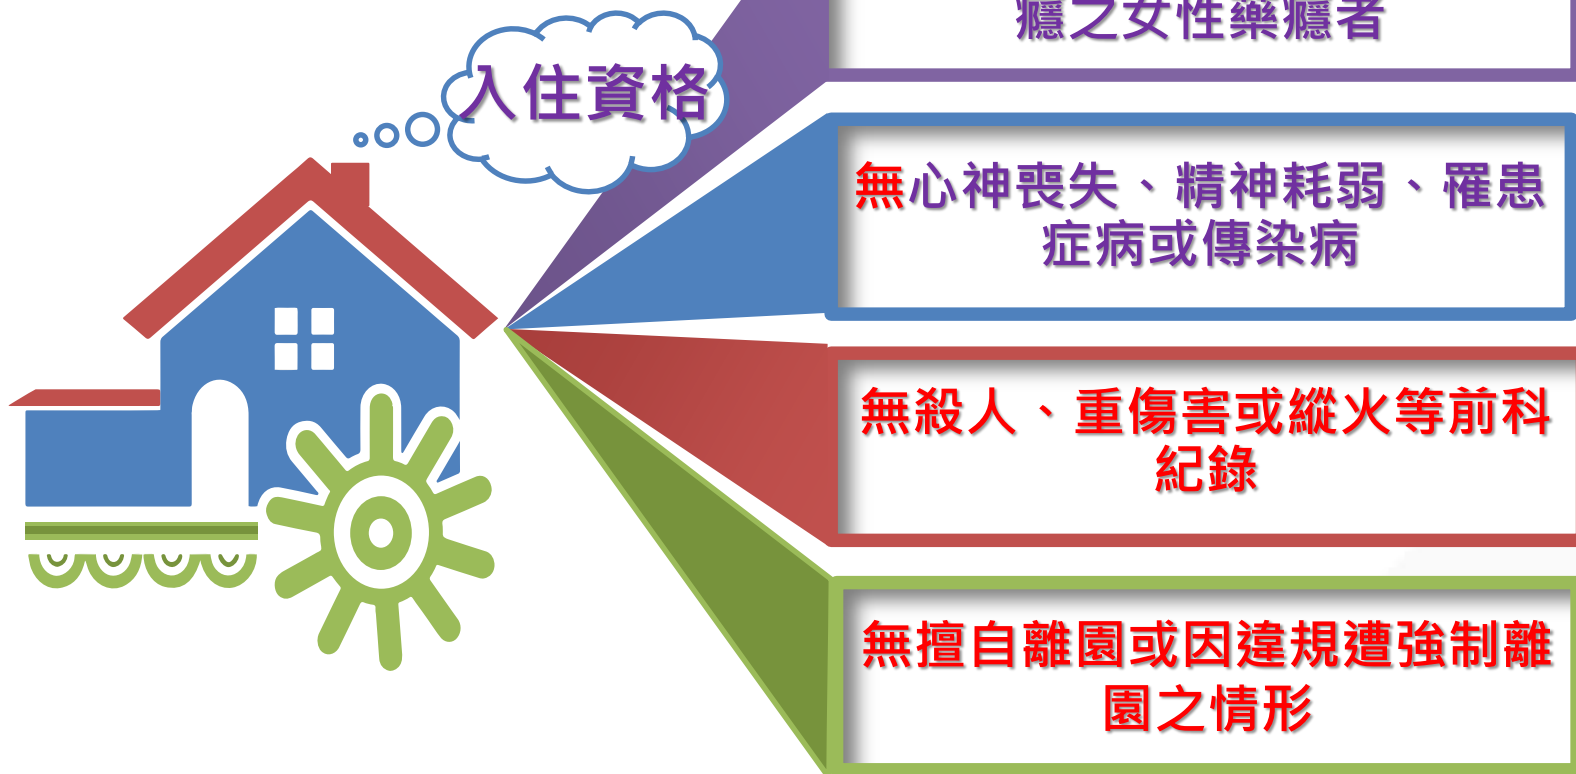 癮之女性藥癮者
入住資格
無心神喪失、精神耗弱、罹患
症病或傳染病
無殺人、重傷害或縱火等前科
紀錄
無擅自離園或因違規遭強制離
園之情形